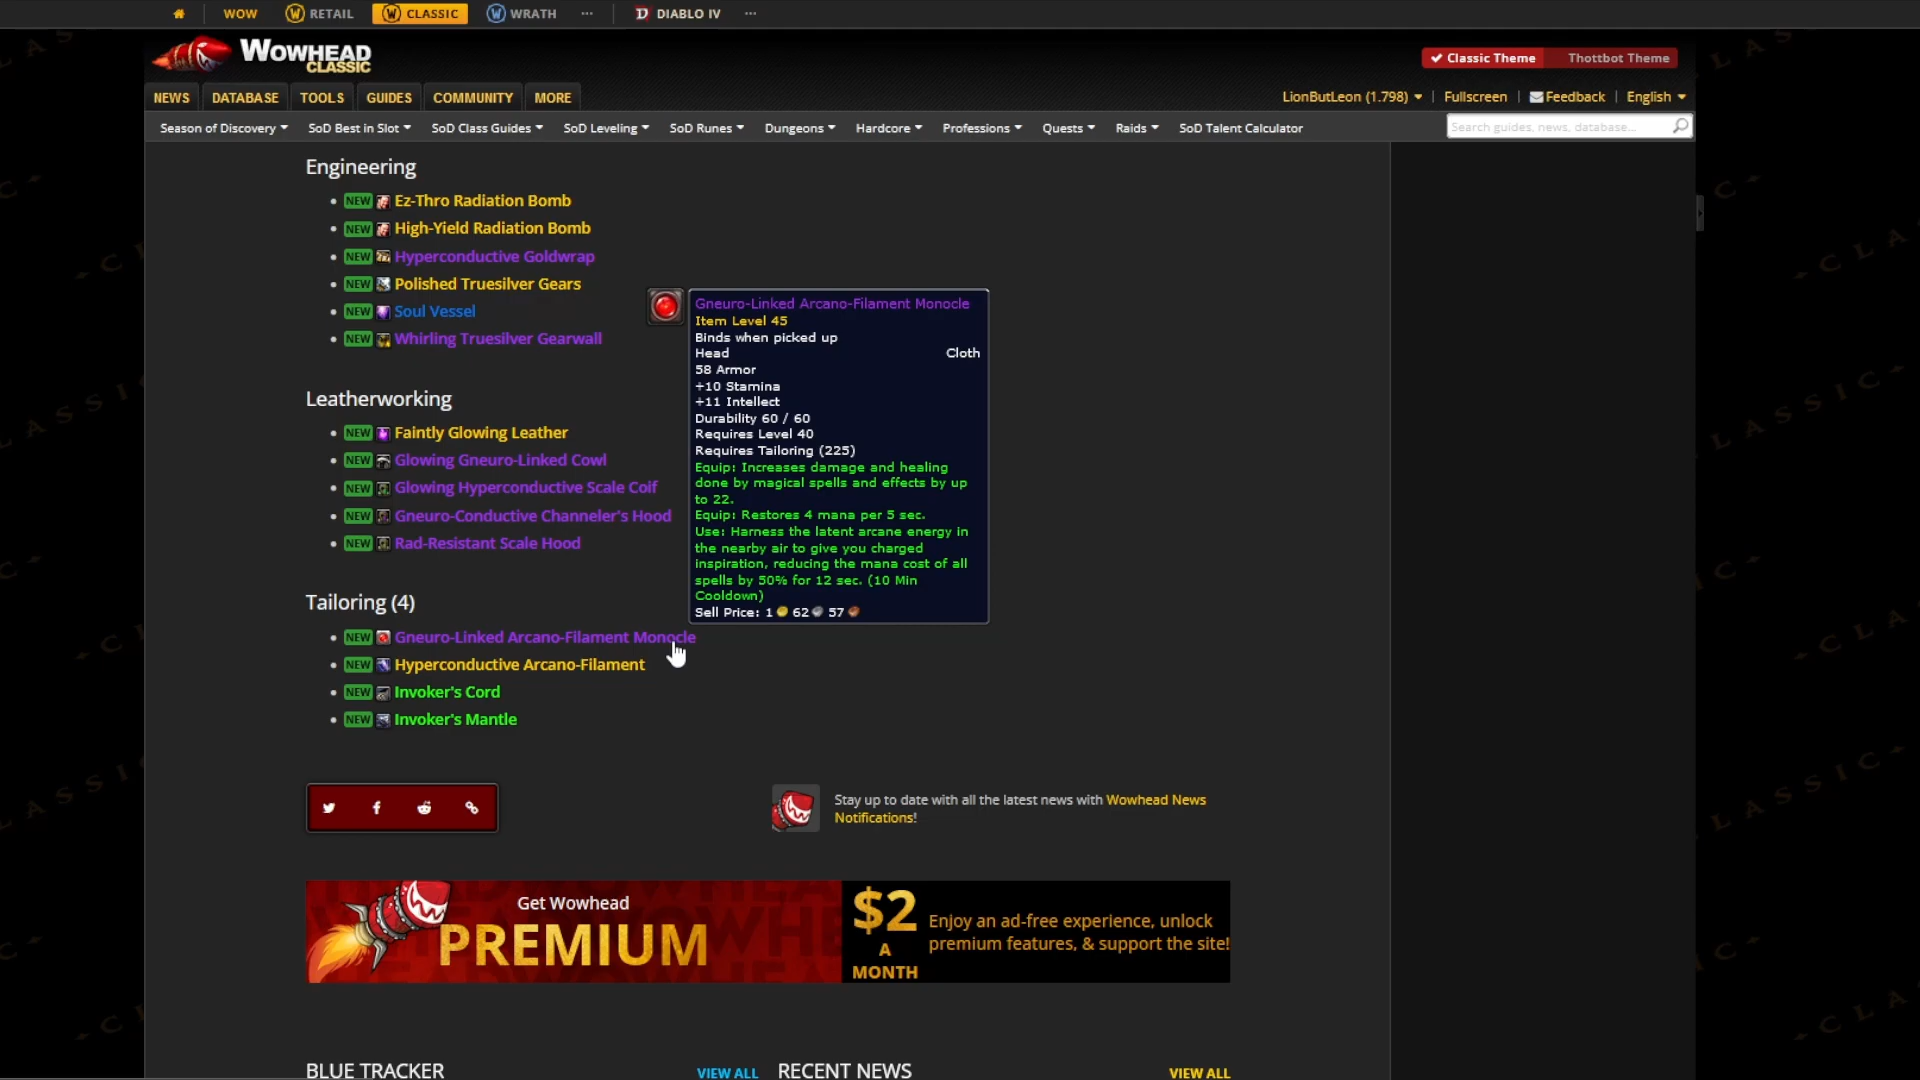 WOW RETAIL CLASSIC WRATH ... DIABLO IV ...
WOWHEAD
CLASSIC
Classic Theme Thottbot Theme
NEWS DATABASE TOOLS GUIDES COMMUNITY MORE
LionButLeon (1.798) | Fullscreen | Feedback | English
Season of Discovery SoD Best in Slot SoD Class Guides SoD Leveling SoD Runes Dungeons Hardcore Professions Quests Raids SoD Talent Calculator
Search guides, news, database...
Engineering
NEW Ez-Thro Radiation Bomb
NEW High-Yield Radiation Bomb
NEW Hyperconductive Goldwrap
NEW Polished Truesilver Gears
NEW Soul Vessel
NEW Whirling Truesilver Gearwall
Leatherworking
NEW Faintly Glowing Leather
NEW Glowing Gneuro-Linked Cowl
NEW Glowing Hyperconductive Scale Coif
NEW Gneuro-Conductive Channeler's Hood
NEW Rad-Resistant Scale Hood
Tailoring (4)
NEW Gneuro-Linked Arcano-Filament Monocle
NEW Hyperconductive Arcano-Filament
NEW Invoker's Cord
NEW Invoker's Mantle
Gneuro-Linked Arcano-Filament Monocle
Item Level 45
Binds when picked up
Head Cloth
58 Armor
+10 Stamina
+11 Intellect
Durability 60 / 60
Requires Level 40
Requires Tailoring (225)
Equip: Increases damage and healing
done by magical spells and effects by up
to 22.
Equip: Restores 4 mana per 5 sec.
Use: Harness the latent arcane energy in
the nearby air to give you charged
inspiration, reducing the mana cost of all
spells by 50% for 12 sec. (10 Min
Cooldown)
Sell Price: 1 62 57
Stay up to date with all the latest news with Wowhead News
Notifications!
Get Wowhead
PREMIUM
$2
A
MONTH
Enjoy an ad-free experience, unlock
premium features, & support the site!
BLUE TRACKER VIEW ALL RECENT NEWS VIEW ALL